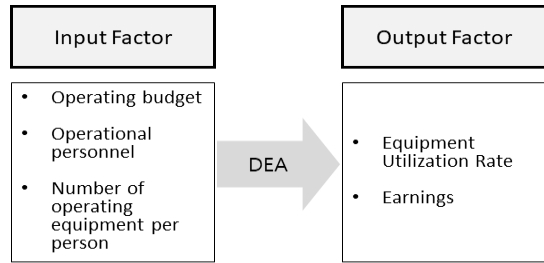 Input Factor
Output Factor
• Operating budget
• Operational
personnel
• Number of
operating
equipment per
person
DEA
• Equipment
Utilization Rate
• Earnings